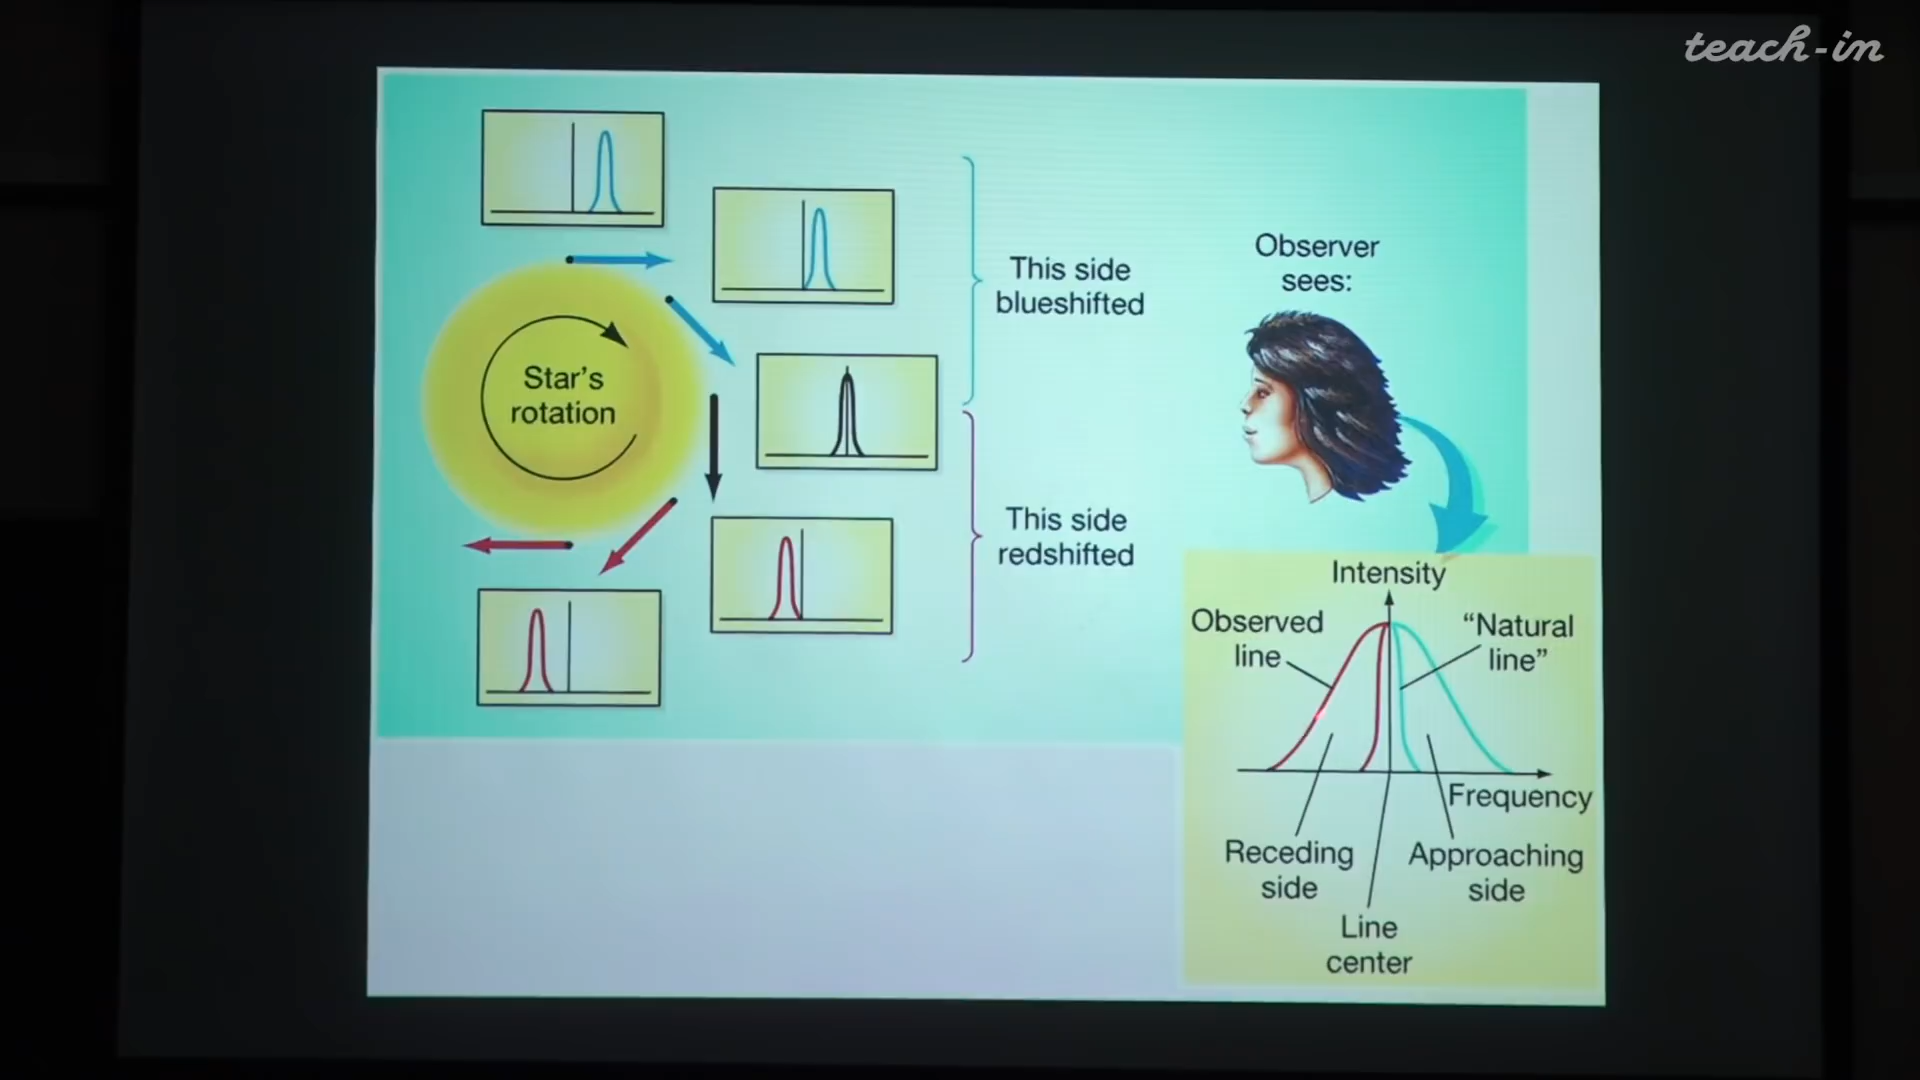 teach-in
Star's
rotation
This side
blueshifted
This side
redshifted
Observer
sees:
Intensity
Observed
line
“Natural
line”
Frequency
Receding
side
Approaching
side
Line
center